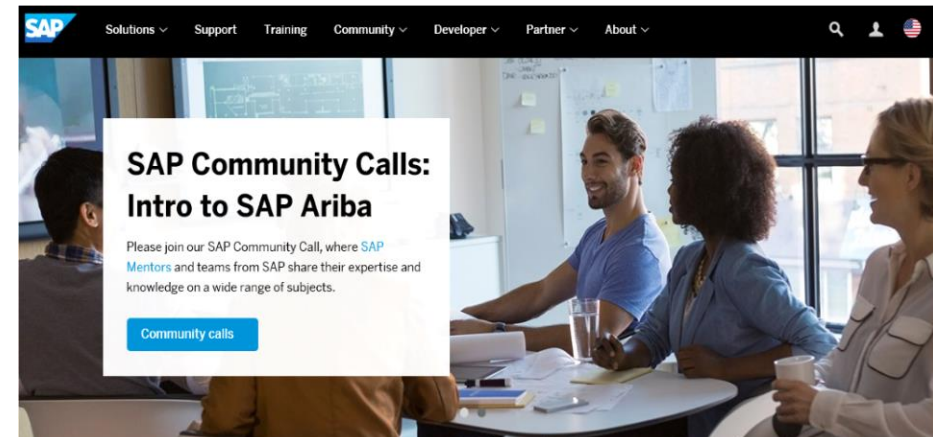 SAP
Solutions Support Training Community Developer Partner About
SAP Community Calls:
Intro to SAP Ariba
Please join our SAP Community Call, where SAP
Mentors and teams from SAP share their expertise and
knowledge on a wide range of subjects.
Community calls